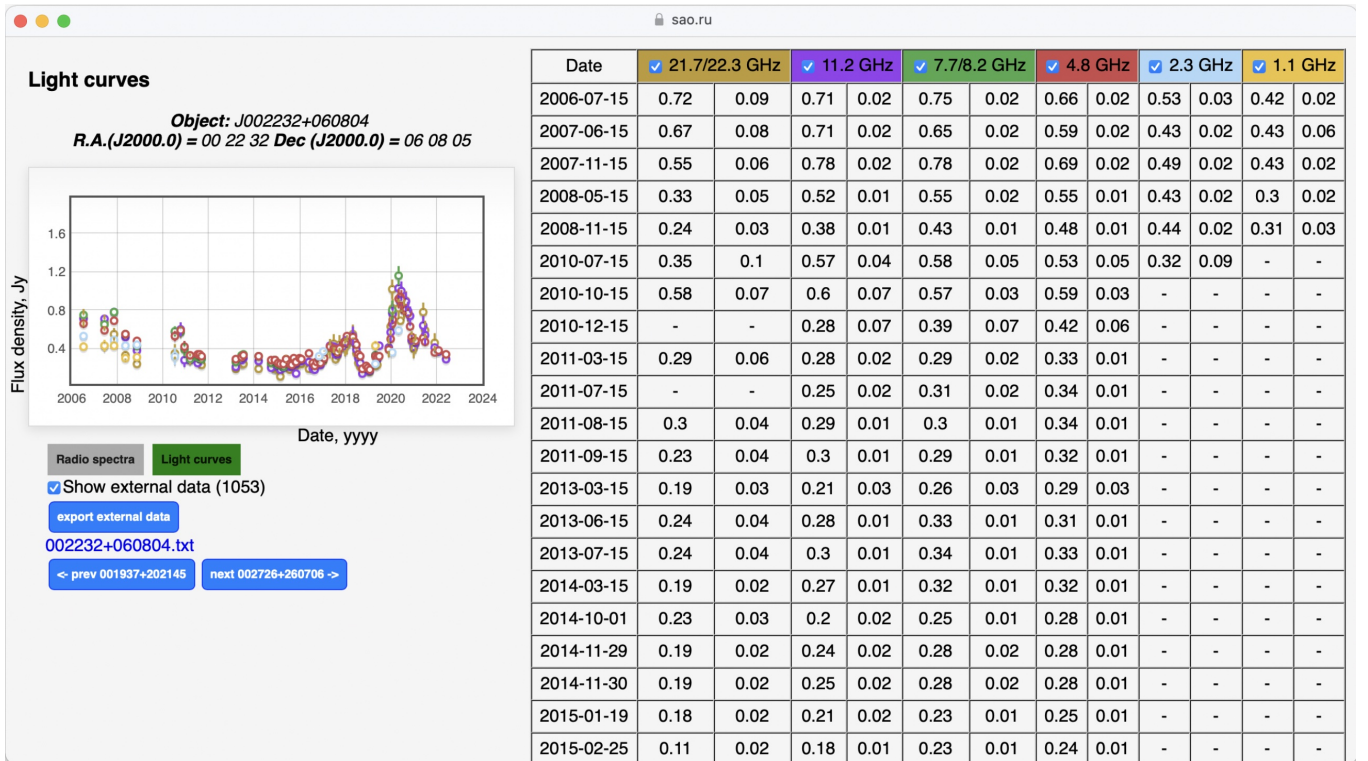 sao.ru
Light curves
Object: J002232+060804
R.A.(J2000.0) = 00 22 32 Dec (J2000.0) = 06 08 05
Flux density, Jy
1.6
1.2
0.8
0.4
2006 2008 2010 2012 2014 2016 2018 2020 2022 2024
Date, yyyy
Radio spectra Light curves
Show external data (1053)
export external data
002232+060804.txt
<- prev 001937+202145 next 002726+260706 ->
Date 21.7/22.3 GHz 11.2 GHz 7.7/8.2 GHz 4.8 GHz 2.3 GHz 1.1 GHz
2006-07-15 0.72 0.09 0.71 0.02 0.75 0.02 0.66 0.02 0.53 0.03 0.42 0.02
2007-06-15 0.67 0.08 0.71 0.02 0.65 0.02 0.59 0.02 0.43 0.02 0.43 0.06
2007-11-15 0.55 0.06 0.78 0.02 0.78 0.02 0.69 0.02 0.49 0.02 0.43 0.02
2008-05-15 0.33 0.05 0.52 0.01 0.55 0.02 0.55 0.01 0.43 0.02 0.3 0.02
2008-11-15 0.24 0.03 0.38 0.01 0.43 0.01 0.48 0.01 0.44 0.02 0.31 0.03
2010-07-15 0.35 0.1 0.57 0.04 0.58 0.05 0.53 0.05 0.32 0.09 - -
2010-10-15 0.58 0.07 0.6 0.07 0.57 0.03 0.59 0.03 - - - -
2010-12-15 - - 0.28 0.07 0.39 0.07 0.42 0.06 - - - -
2011-03-15 0.29 0.06 0.28 0.02 0.29 0.02 0.33 0.01 - - - -
2011-07-15 - - 0.25 0.02 0.31 0.02 0.34 0.01 - - - -
2011-08-15 0.3 0.04 0.29 0.01 0.3 0.01 0.34 0.01 - - - -
2011-09-15 0.23 0.04 0.3 0.01 0.29 0.01 0.32 0.01 - - - -
2013-03-15 0.19 0.03 0.21 0.03 0.26 0.03 0.29 0.03 - - - -
2013-06-15 0.24 0.04 0.28 0.01 0.33 0.01 0.31 0.01 - - - -
2013-07-15 0.24 0.04 0.3 0.01 0.34 0.01 0.33 0.01 - - - -
2014-03-15 0.19 0.02 0.27 0.01 0.32 0.01 0.32 0.01 - - - -
2014-10-01 0.23 0.03 0.2 0.02 0.25 0.01 0.28 0.01 - - - -
2014-11-29 0.19 0.02 0.24 0.02 0.28 0.02 0.28 0.01 - - - -
2014-11-30 0.19 0.02 0.25 0.02 0.28 0.02 0.28 0.01 - - - -
2015-01-19 0.18 0.02 0.21 0.02 0.23 0.01 0.25 0.01 - - - -
2015-02-25 0.11 0.02 0.18 0.01 0.23 0.01 0.24 0.01 - - - -